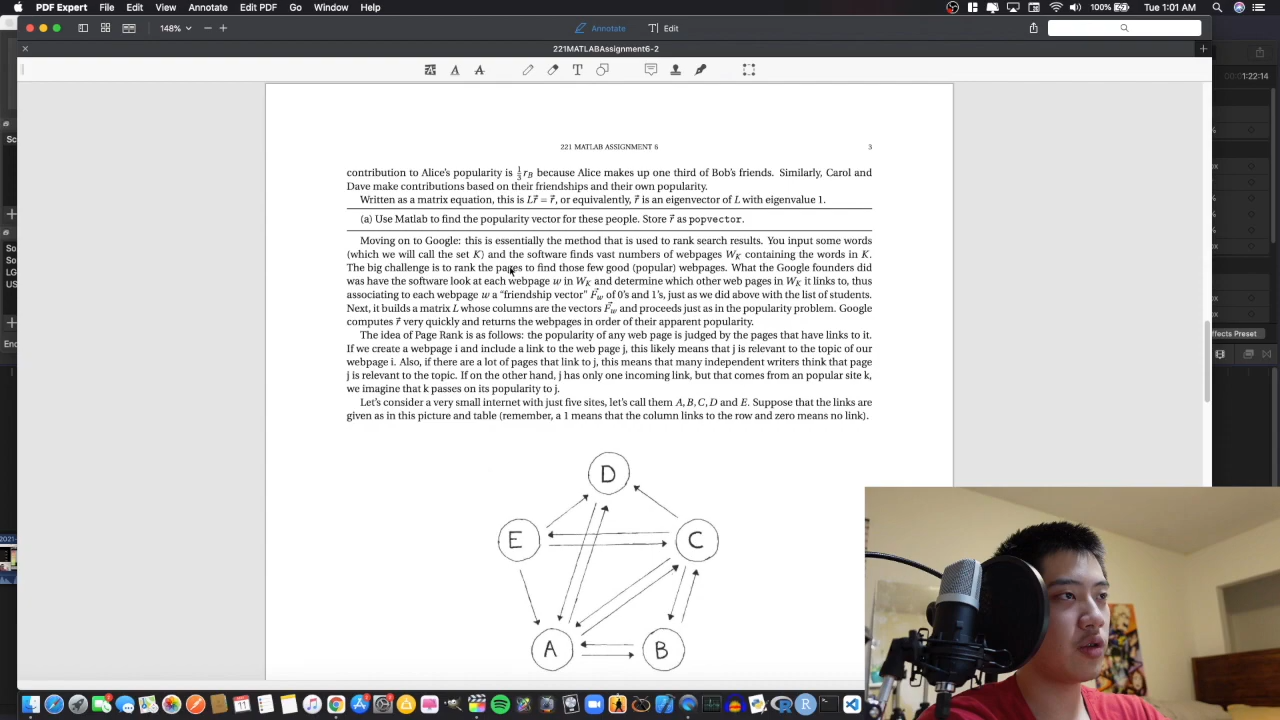 PDF Expert File Edit View Annotate Edit PDF Go Window Help 100% Tue 1:01 AM
148% Annotate Edit
221MATLABAssignment6-2
01:22:14
221 MATLAB ASSIGNMENT 6 3
contribution to Alice's popularity is 1/3 r_B because Alice makes up one third of Bob's friends. Similarly, Carol and
Dave make contributions based on their friendships and their own popularity.
Written as a matrix equation, this is Lr⃗ = r⃗, or equivalently, r⃗ is an eigenvector of L with eigenvalue 1.
(a) Use Matlab to find the popularity vector for these people. Store r⃗ as popvector.
Moving on to Google: this is essentially the method that is used to rank search results. You input some words
(which we will call the set K) and the software finds vast numbers of webpages W_K containing the words in K.
The big challenge is to rank the pages to find those few good (popular) webpages. What the Google founders did
was have the software look at each webpage w in W_K and determine which other web pages in W_K it links to, thus
associating to each webpage w a "friendship vector" F⃗_w of 0's and 1's, just as we did above with the list of students.
Next, it builds a matrix L whose columns are the vectors F⃗_w and proceeds just as in the popularity problem. Google
computes r⃗ very quickly and returns the webpages in order of their apparent popularity.
The idea of Page Rank is as follows: the popularity of any web page is judged by the pages that have links to it.
If we create a webpage i and include a link to the web page j, this likely means that j is relevant to the topic of our
webpage i. Also, if there are a lot of pages that link to j, this means that many independent writers think that page
j is relevant to the topic. If on the other hand, j has only one incoming link, but that comes from an popular site k,
we imagine that k passes on its popularity to j.
Let's consider a very small internet with just five sites, let's call them A, B, C, D and E. Suppose that the links are
given as in this picture and table (remember, a 1 means that the column links to the row and zero means no link).
D
E C
A B
ffects Preset